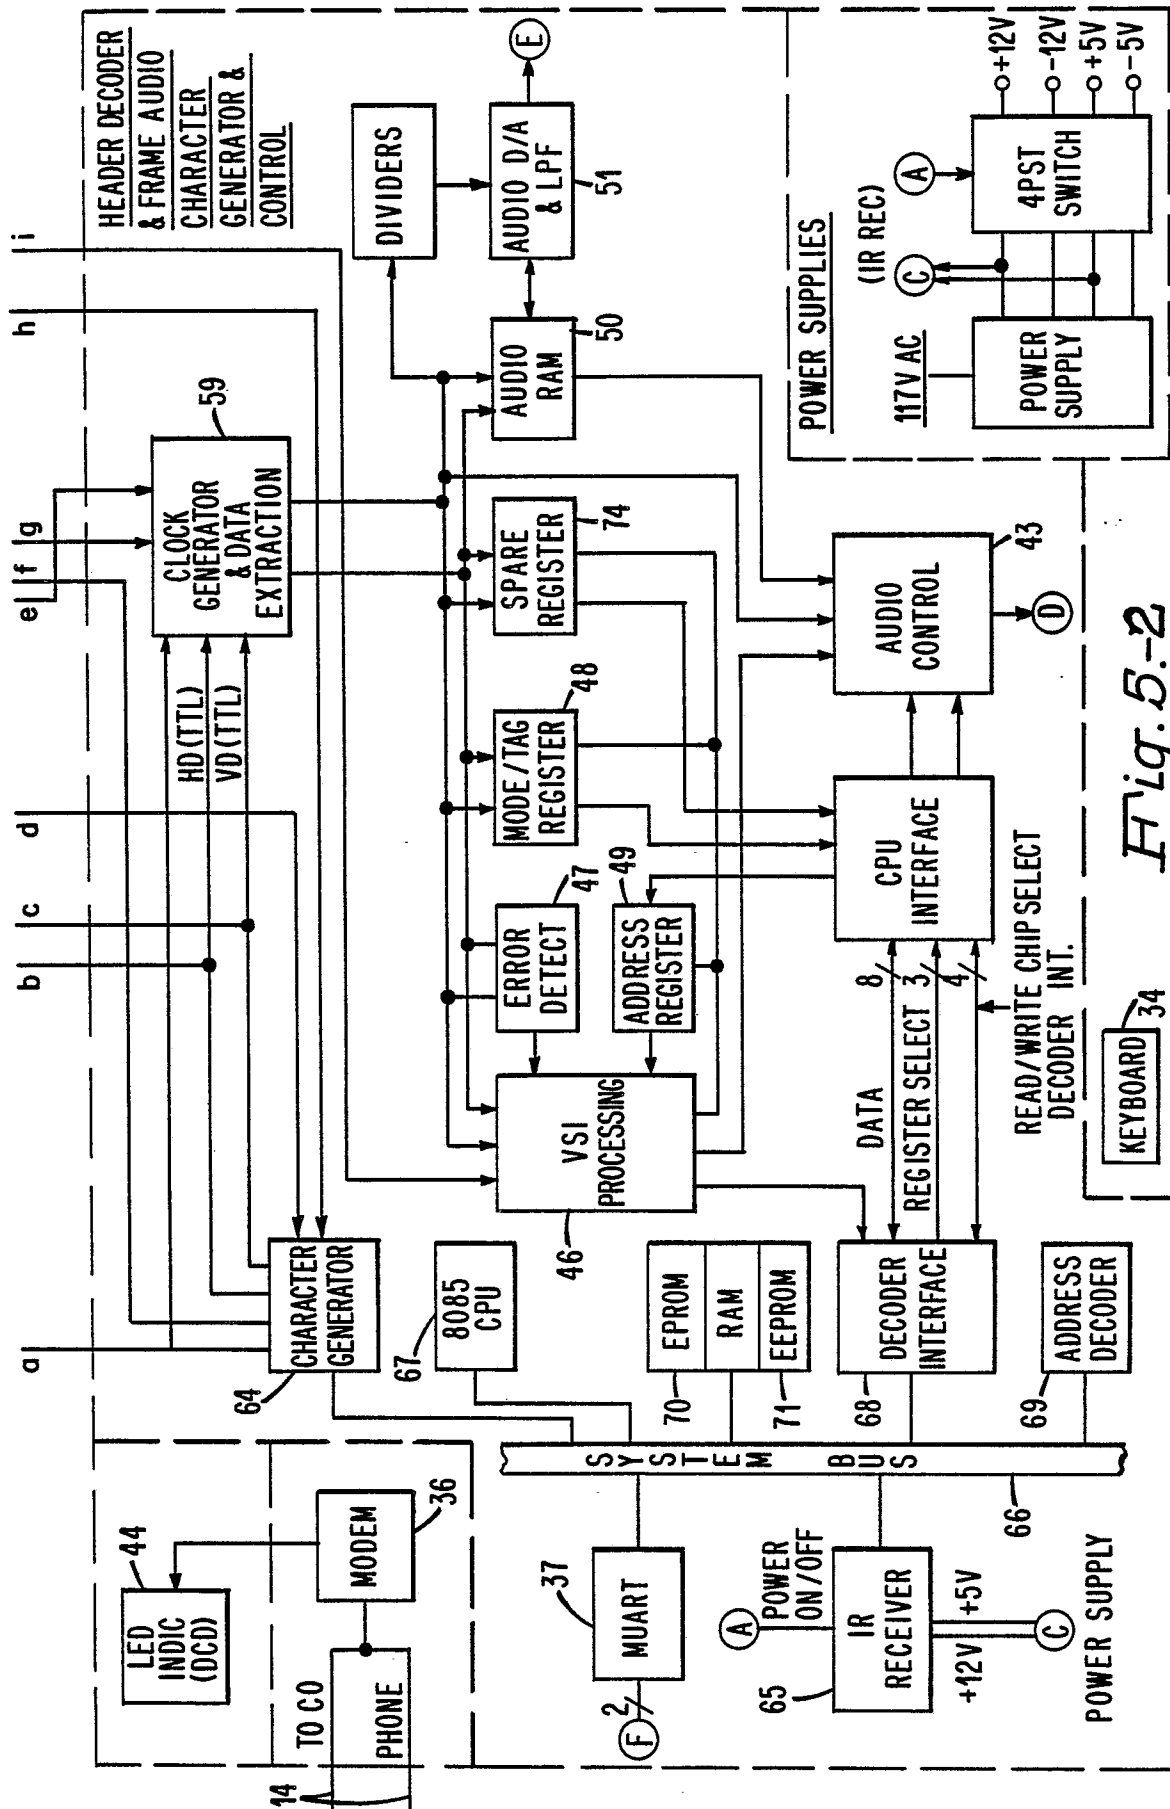 a
b
c
d
e
f
g
h
i
HEADER DECODER
& FRAME AUDIO
CHARACTER
GENERATOR &
CONTROL
LED
INDIC
(DCD)
44
TO CO
PHONE
14
MODEM
36
CHARACTER
GENERATOR
64
HD(TTL)
VD(TTL)
CLOCK
GENERATOR
& DATA
EXTRACTION
59
DIVIDERS
AUDIO D/A
& LPF
51
E
AUDIO
RAM
50
SPARE
REGISTER
74
MODE/TAG
REGISTER
48
ERROR
DETECT
47
ADDRESS
REGISTER
49
VSI
PROCESSING
46
8085
CPU
67
EPROM
RAM
EEPROM
70
71
DECODER
INTERFACE
68
ADDRESS
DECODER
69
SYSTEM BUS
66
MUART
37
2
F
A
POWER
ON/OFF
IR
RECEIVER
65
+12V
+5V
C
POWER SUPPLY
DATA
8
REGISTER SELECT
3
4
READ/WRITE CHIP SELECT
DECODER INT.
CPU
INTERFACE
AUDIO
CONTROL
43
D
KEYBOARD
34
POWER SUPPLIES
117V AC
POWER
SUPPLY
(IR REC)
C
A
4PST
SWITCH
+12V
-12V
+5V
-5V
Fig. 5.-2